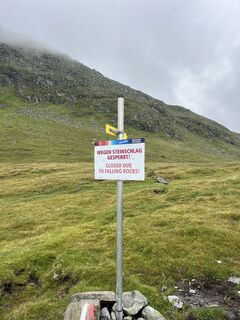 WEGEN STEINSCHLAG
GESPERRT!
CLOSED DUE
TO FALLING ROCKS!